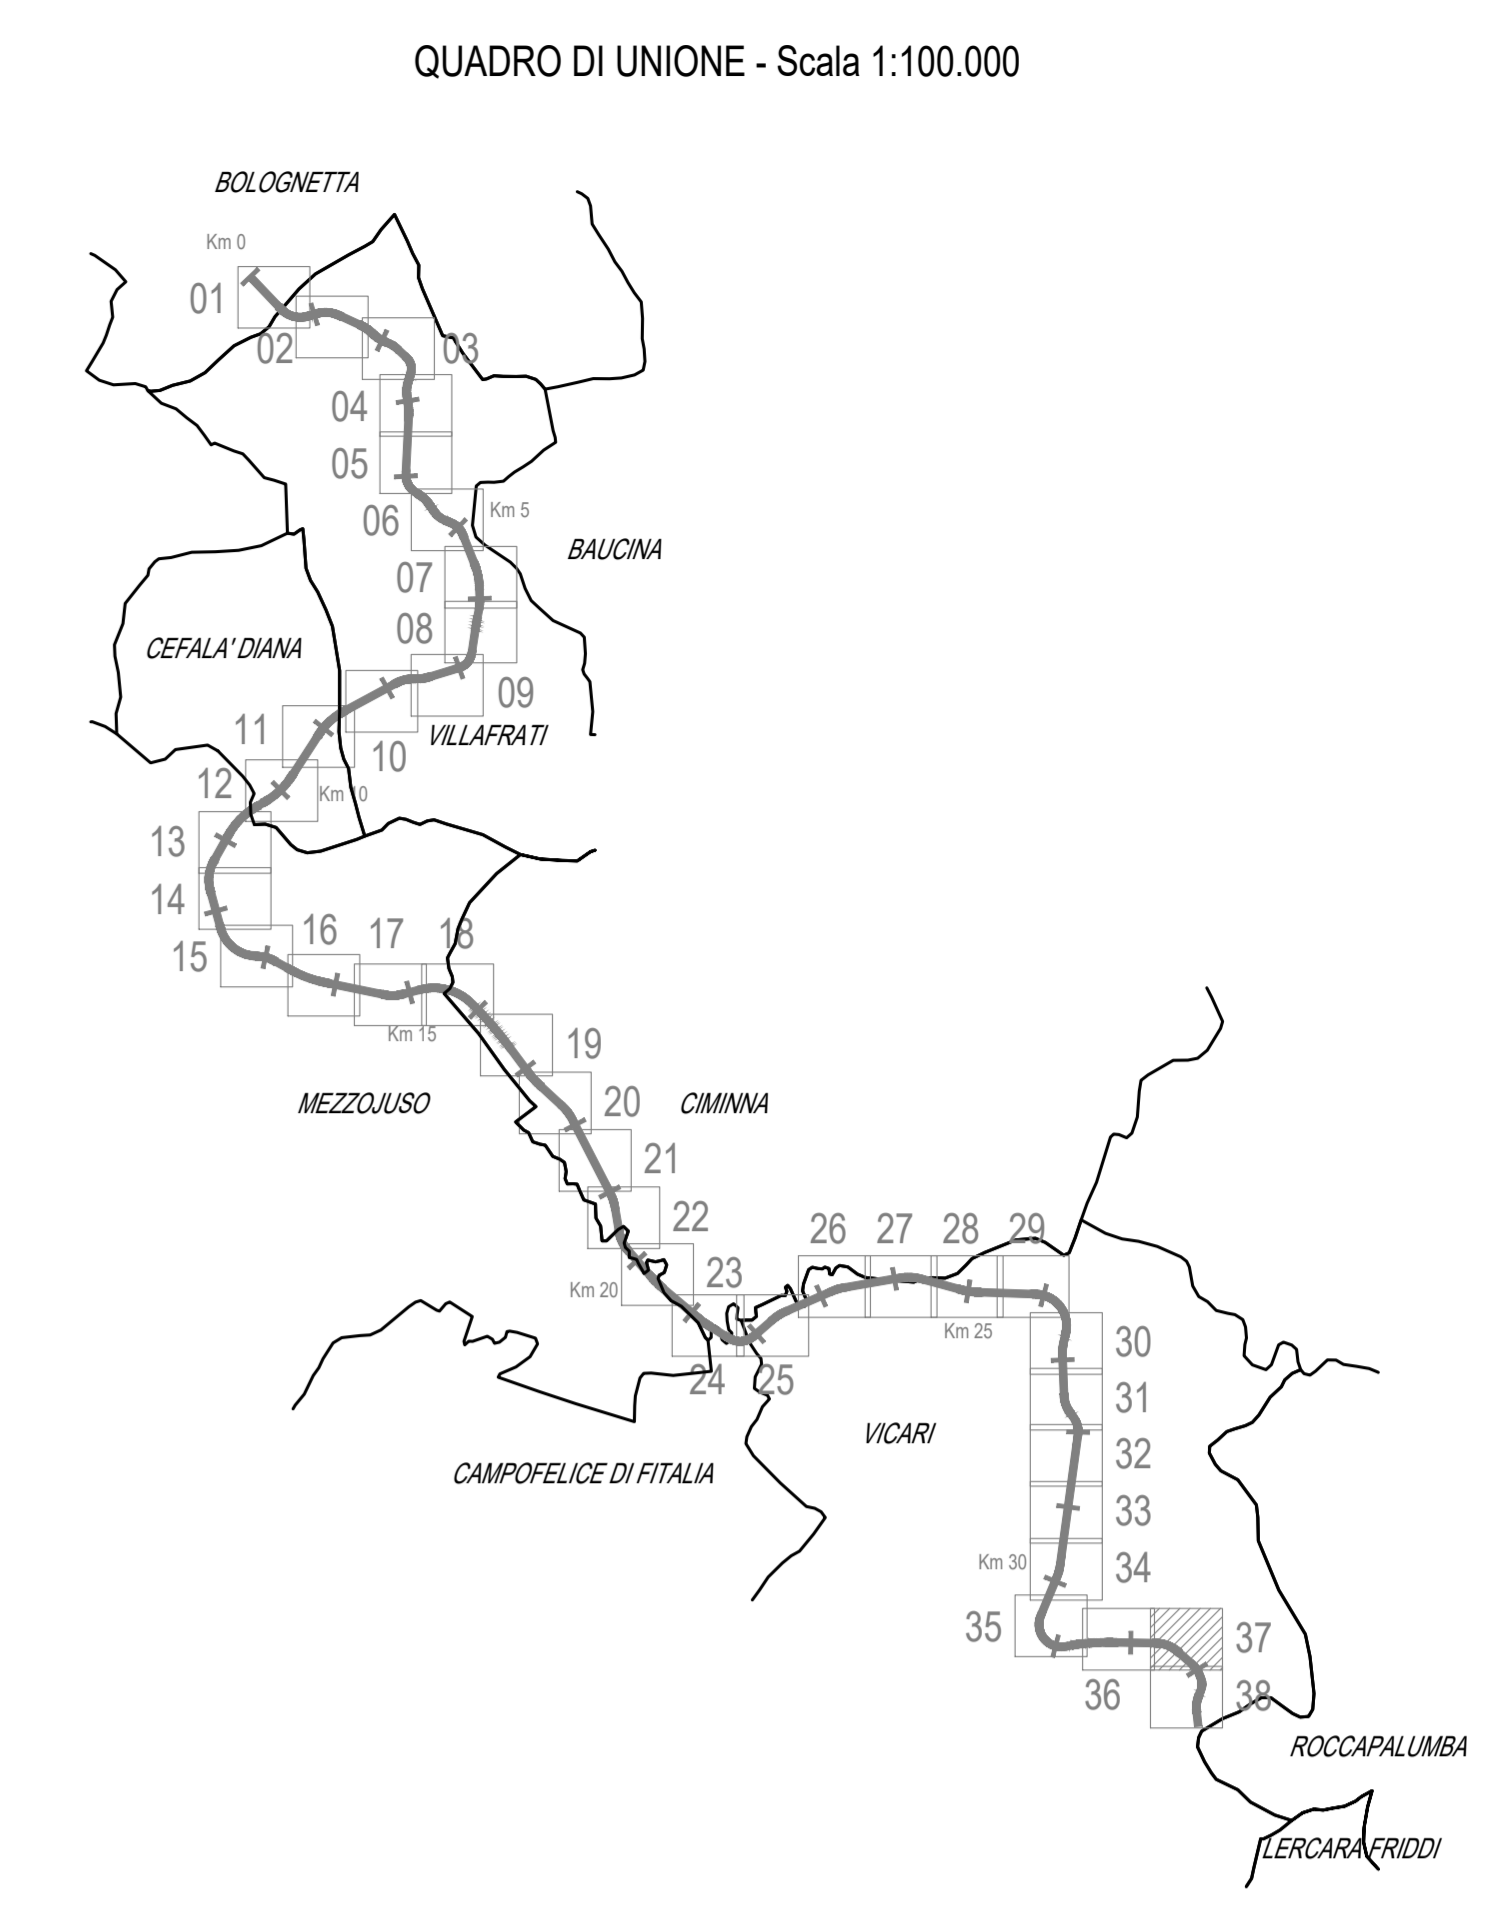 QUADRO DI UNIONE - Scala 1:100.000
BOLOGNETTA
Km 0
01
02
03
04
05
06
Km 5
BAUCINA
07
08
CEFALA' DIANA
09
VILLAFRATI
10
11
12
Km 10
13
14
15
16
17
18
Km 15
19
MEZZOJUSO
CIMINNA
20
21
22
Km 20
23
24
25
26
27
28
29
Km 25
30
31
VICARI
32
CAMPOFELICE DI FITALIA
33
Km 30
34
35
36
37
38
ROCCAPALUMBA
LERCARA FRIDDI